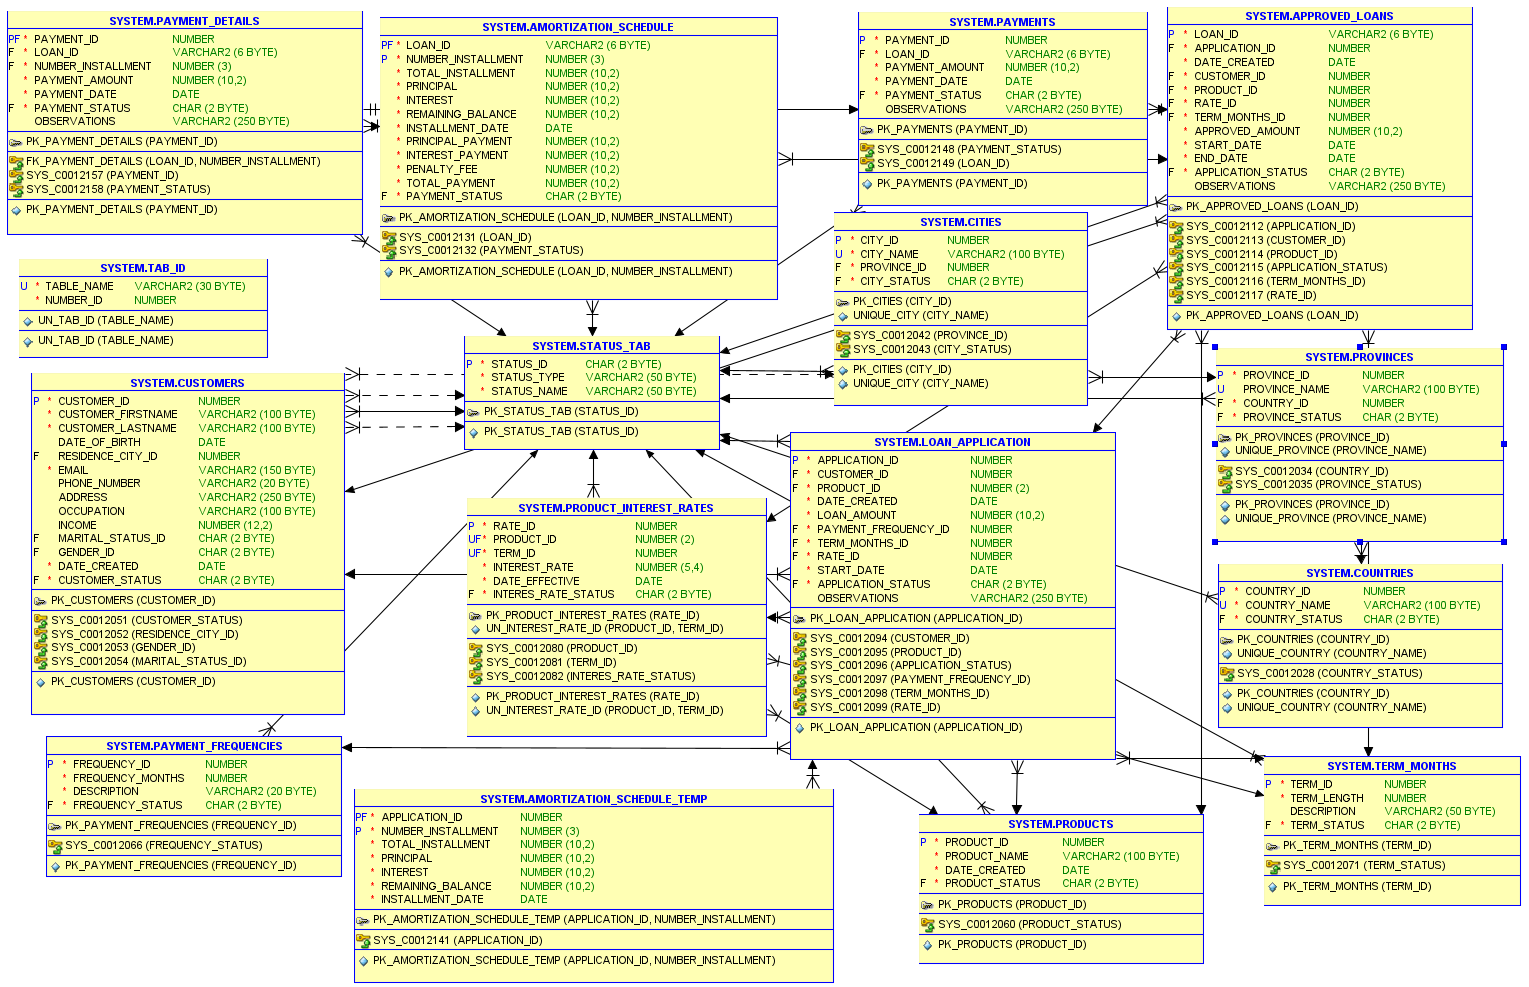 SYSTEM.PAYMENT_DETAILS
PF * PAYMENT_ID NUMBER
F * LOAN_ID VARCHAR2 (6 BYTE)
F * NUMBER_INSTALLMENT NUMBER (3)
* PAYMENT_AMOUNT NUMBER (10,2)
* PAYMENT_DATE DATE
F * PAYMENT_STATUS CHAR (2 BYTE)
OBSERVATIONS VARCHAR2 (250 BYTE)
PK_PAYMENT_DETAILS (PAYMENT_ID)
FK_PAYMENT_DETAILS (LOAN_ID, NUMBER_INSTALLMENT)
SYS_C0012157 (PAYMENT_ID)
SYS_C0012158 (PAYMENT_STATUS)
PK_PAYMENT_DETAILS (PAYMENT_ID)
SYSTEM.AMORTIZATION_SCHEDULE
PF * LOAN_ID VARCHAR2 (6 BYTE)
P * NUMBER_INSTALLMENT NUMBER (3)
* TOTAL_INSTALLMENT NUMBER (10,2)
* PRINCIPAL NUMBER (10,2)
* INTEREST NUMBER (10,2)
* REMAINING_BALANCE NUMBER (10,2)
* INSTALLMENT_DATE DATE
* PRINCIPAL_PAYMENT NUMBER (10,2)
* INTEREST_PAYMENT NUMBER (10,2)
* PENALTY_FEE NUMBER (10,2)
* TOTAL_PAYMENT NUMBER (10,2)
F * PAYMENT_STATUS CHAR (2 BYTE)
PK_AMORTIZATION_SCHEDULE (LOAN_ID, NUMBER_INSTALLMENT)
SYS_C0012131 (LOAN_ID)
SYS_C0012132 (PAYMENT_STATUS)
PK_AMORTIZATION_SCHEDULE (LOAN_ID, NUMBER_INSTALLMENT)
SYSTEM.PAYMENTS
P * PAYMENT_ID NUMBER
F * LOAN_ID VARCHAR2 (6 BYTE)
* PAYMENT_AMOUNT NUMBER (10,2)
* PAYMENT_DATE DATE
F * PAYMENT_STATUS CHAR (2 BYTE)
OBSERVATIONS VARCHAR2 (250 BYTE)
PK_PAYMENTS (PAYMENT_ID)
SYS_C0012148 (PAYMENT_STATUS)
SYS_C0012149 (LOAN_ID)
PK_PAYMENTS (PAYMENT_ID)
SYSTEM.APPROVED_LOANS
P * LOAN_ID VARCHAR2 (6 BYTE)
F * APPLICATION_ID NUMBER
* DATE_CREATED DATE
F * CUSTOMER_ID NUMBER
F * PRODUCT_ID NUMBER
F * RATE_ID NUMBER
F * TERM_MONTHS_ID NUMBER
* APPROVED_AMOUNT NUMBER (10,2)
* START_DATE DATE
* END_DATE DATE
F * APPLICATION_STATUS CHAR (2 BYTE)
OBSERVATIONS VARCHAR2 (250 BYTE)
PK_APPROVED_LOANS (LOAN_ID)
SYS_C0012112 (APPLICATION_ID)
SYS_C0012113 (CUSTOMER_ID)
SYS_C0012114 (PRODUCT_ID)
SYS_C0012115 (APPLICATION_STATUS)
SYS_C0012116 (TERM_MONTHS_ID)
SYS_C0012117 (RATE_ID)
PK_APPROVED_LOANS (LOAN_ID)
SYSTEM.CITIES
P * CITY_ID NUMBER
U * CITY_NAME VARCHAR2 (100 BYTE)
F * PROVINCE_ID NUMBER
F * CITY_STATUS CHAR (2 BYTE)
PK_CITIES (CITY_ID)
UNIQUE_CITY (CITY_NAME)
SYS_C0012042 (PROVINCE_ID)
SYS_C0012043 (CITY_STATUS)
PK_CITIES (CITY_ID)
UNIQUE_CITY (CITY_NAME)
SYSTEM.TAB_ID
U * TABLE_NAME VARCHAR2 (30 BYTE)
* NUMBER_ID NUMBER
UN_TAB_ID (TABLE_NAME)
UN_TAB_ID (TABLE_NAME)
SYSTEM.STATUS_TAB
P * STATUS_ID CHAR (2 BYTE)
* STATUS_TYPE VARCHAR2 (50 BYTE)
* STATUS_NAME VARCHAR2 (50 BYTE)
PK_STATUS_TAB (STATUS_ID)
PK_STATUS_TAB (STATUS_ID)
SYSTEM.PROVINCES
P * PROVINCE_ID NUMBER
U PROVINCE_NAME VARCHAR2 (100 BYTE)
F * COUNTRY_ID NUMBER
F * PROVINCE_STATUS CHAR (2 BYTE)
PK_PROVINCES (PROVINCE_ID)
UNIQUE_PROVINCE (PROVINCE_NAME)
SYS_C0012034 (COUNTRY_ID)
SYS_C0012035 (PROVINCE_STATUS)
PK_PROVINCES (PROVINCE_ID)
UNIQUE_PROVINCE (PROVINCE_NAME)
SYSTEM.CUSTOMERS
P * CUSTOMER_ID NUMBER
* CUSTOMER_FIRSTNAME VARCHAR2 (100 BYTE)
* CUSTOMER_LASTNAME VARCHAR2 (100 BYTE)
DATE_OF_BIRTH DATE
F RESIDENCE_CITY_ID NUMBER
* EMAIL VARCHAR2 (150 BYTE)
PHONE_NUMBER VARCHAR2 (20 BYTE)
ADDRESS VARCHAR2 (250 BYTE)
OCCUPATION VARCHAR2 (100 BYTE)
INCOME NUMBER (12,2)
F MARITAL_STATUS_ID CHAR (2 BYTE)
F GENDER_ID CHAR (2 BYTE)
* DATE_CREATED DATE
F * CUSTOMER_STATUS CHAR (2 BYTE)
PK_CUSTOMERS (CUSTOMER_ID)
SYS_C0012051 (CUSTOMER_STATUS)
SYS_C0012052 (RESIDENCE_CITY_ID)
SYS_C0012053 (GENDER_ID)
SYS_C0012054 (MARITAL_STATUS_ID)
PK_CUSTOMERS (CUSTOMER_ID)
SYSTEM.LOAN_APPLICATION
P * APPLICATION_ID NUMBER
F * CUSTOMER_ID NUMBER
F * PRODUCT_ID NUMBER (2)
* DATE_CREATED DATE
* LOAN_AMOUNT NUMBER (10,2)
F * PAYMENT_FREQUENCY_ID NUMBER
F * TERM_MONTHS_ID NUMBER
F * RATE_ID NUMBER
* START_DATE DATE
F * APPLICATION_STATUS CHAR (2 BYTE)
OBSERVATIONS VARCHAR2 (250 BYTE)
PK_LOAN_APPLICATION (APPLICATION_ID)
SYS_C0012094 (CUSTOMER_ID)
SYS_C0012095 (PRODUCT_ID)
SYS_C0012096 (APPLICATION_STATUS)
SYS_C0012097 (PAYMENT_FREQUENCY_ID)
SYS_C0012098 (TERM_MONTHS_ID)
SYS_C0012099 (RATE_ID)
PK_LOAN_APPLICATION (APPLICATION_ID)
SYSTEM.PRODUCT_INTEREST_RATES
P * RATE_ID NUMBER
UF * PRODUCT_ID NUMBER (2)
UF * TERM_ID NUMBER
* INTEREST_RATE NUMBER (5,4)
* DATE_EFFECTIVE DATE
F * INTERES_RATE_STATUS CHAR (2 BYTE)
PK_PRODUCT_INTEREST_RATES (RATE_ID)
UN_INTEREST_RATE_ID (PRODUCT_ID, TERM_ID)
SYS_C0012080 (PRODUCT_ID)
SYS_C0012081 (TERM_ID)
SYS_C0012082 (INTERES_RATE_STATUS)
PK_PRODUCT_INTEREST_RATES (RATE_ID)
UN_INTEREST_RATE_ID (PRODUCT_ID, TERM_ID)
SYSTEM.COUNTRIES
P * COUNTRY_ID NUMBER
U * COUNTRY_NAME VARCHAR2 (100 BYTE)
F * COUNTRY_STATUS CHAR (2 BYTE)
PK_COUNTRIES (COUNTRY_ID)
UNIQUE_COUNTRY (COUNTRY_NAME)
SYS_C0012028 (COUNTRY_STATUS)
PK_COUNTRIES (COUNTRY_ID)
UNIQUE_COUNTRY (COUNTRY_NAME)
SYSTEM.PAYMENT_FREQUENCIES
P * FREQUENCY_ID NUMBER
* FREQUENCY_MONTHS NUMBER
* DESCRIPTION VARCHAR2 (20 BYTE)
F * FREQUENCY_STATUS CHAR (2 BYTE)
PK_PAYMENT_FREQUENCIES (FREQUENCY_ID)
SYS_C0012066 (FREQUENCY_STATUS)
PK_PAYMENT_FREQUENCIES (FREQUENCY_ID)
SYSTEM.AMORTIZATION_SCHEDULE_TEMP
PF * APPLICATION_ID NUMBER
P * NUMBER_INSTALLMENT NUMBER (3)
* TOTAL_INSTALLMENT NUMBER (10,2)
* PRINCIPAL NUMBER (10,2)
* INTEREST NUMBER (10,2)
* REMAINING_BALANCE NUMBER (10,2)
* INSTALLMENT_DATE DATE
PK_AMORTIZATION_SCHEDULE_TEMP (APPLICATION_ID, NUMBER_INSTALLMENT)
SYS_C0012141 (APPLICATION_ID)
PK_AMORTIZATION_SCHEDULE_TEMP (APPLICATION_ID, NUMBER_INSTALLMENT)
SYSTEM.PRODUCTS
P * PRODUCT_ID NUMBER
* PRODUCT_NAME VARCHAR2 (100 BYTE)
* DATE_CREATED DATE
F * PRODUCT_STATUS CHAR (2 BYTE)
PK_PRODUCTS (PRODUCT_ID)
SYS_C0012060 (PRODUCT_STATUS)
PK_PRODUCTS (PRODUCT_ID)
SYSTEM.TERM_MONTHS
P * TERM_ID NUMBER
* TERM_LENGTH NUMBER
DESCRIPTION VARCHAR2 (50 BYTE)
F * TERM_STATUS CHAR (2 BYTE)
PK_TERM_MONTHS (TERM_ID)
SYS_C0012071 (TERM_STATUS)
PK_TERM_MONTHS (TERM_ID)